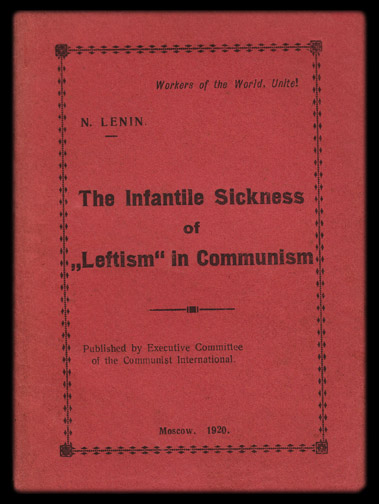 Workers of the World, Unite!
N. LENIN.
The Infantile Sickness
of
„Leftism“ in Communism
Published by Executive Committee
of the Communist International.
Moscow. 1920.